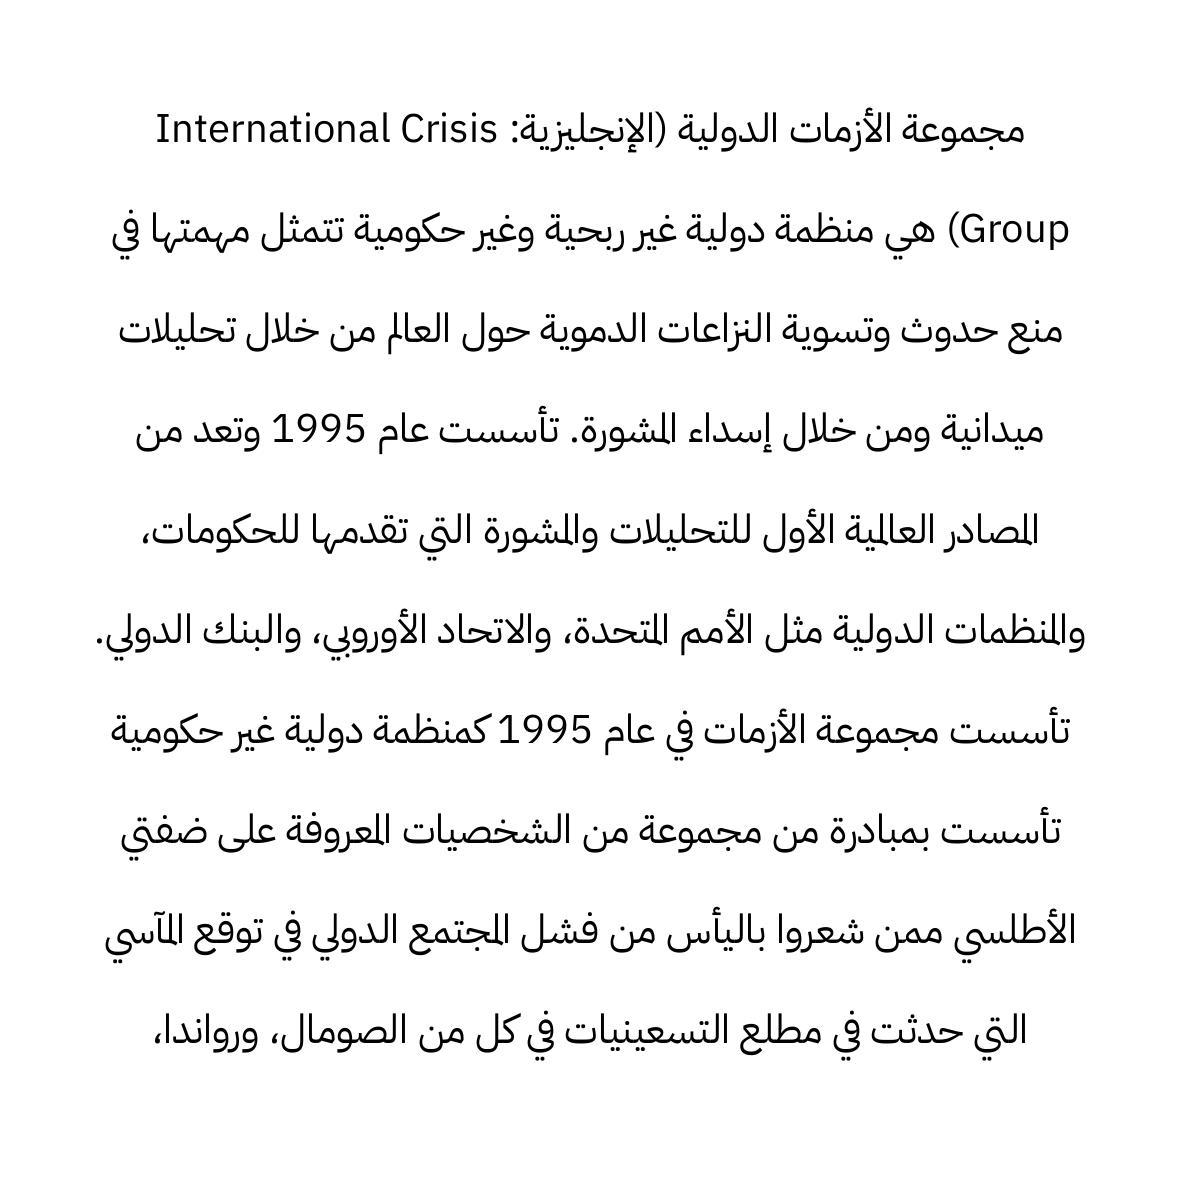 مجموعة الأزمات الدولية (الإنجليزية: International Crisis
Group) هي منظمة دولية غير ربحية وغير حكومية تتمثل مهمتها في
منع حدوث وتسوية النزاعات الدموية حول العالم من خلال تحليلات
ميدانية ومن خلال إسداء المشورة. تأسست عام 1995 وتعد من
المصادر العالمية الأول للتحليلات والمشورة التي تقدمها للحكومات،
والمنظمات الدولية مثل الأمم المتحدة، والاتحاد الأوروبي، والبنك الدولي.
تأسست مجموعة الأزمات في عام 1995 كمنظمة دولية غير حكومية
تأسست بمبادرة من مجموعة من الشخصيات المعروفة على ضفتي
الأطلسي ممن شعروا باليأس من فشل المجتمع الدولي في توقع المآسي
التي حدثت في مطلع التسعينيات في كل من الصومال، ورواندا،